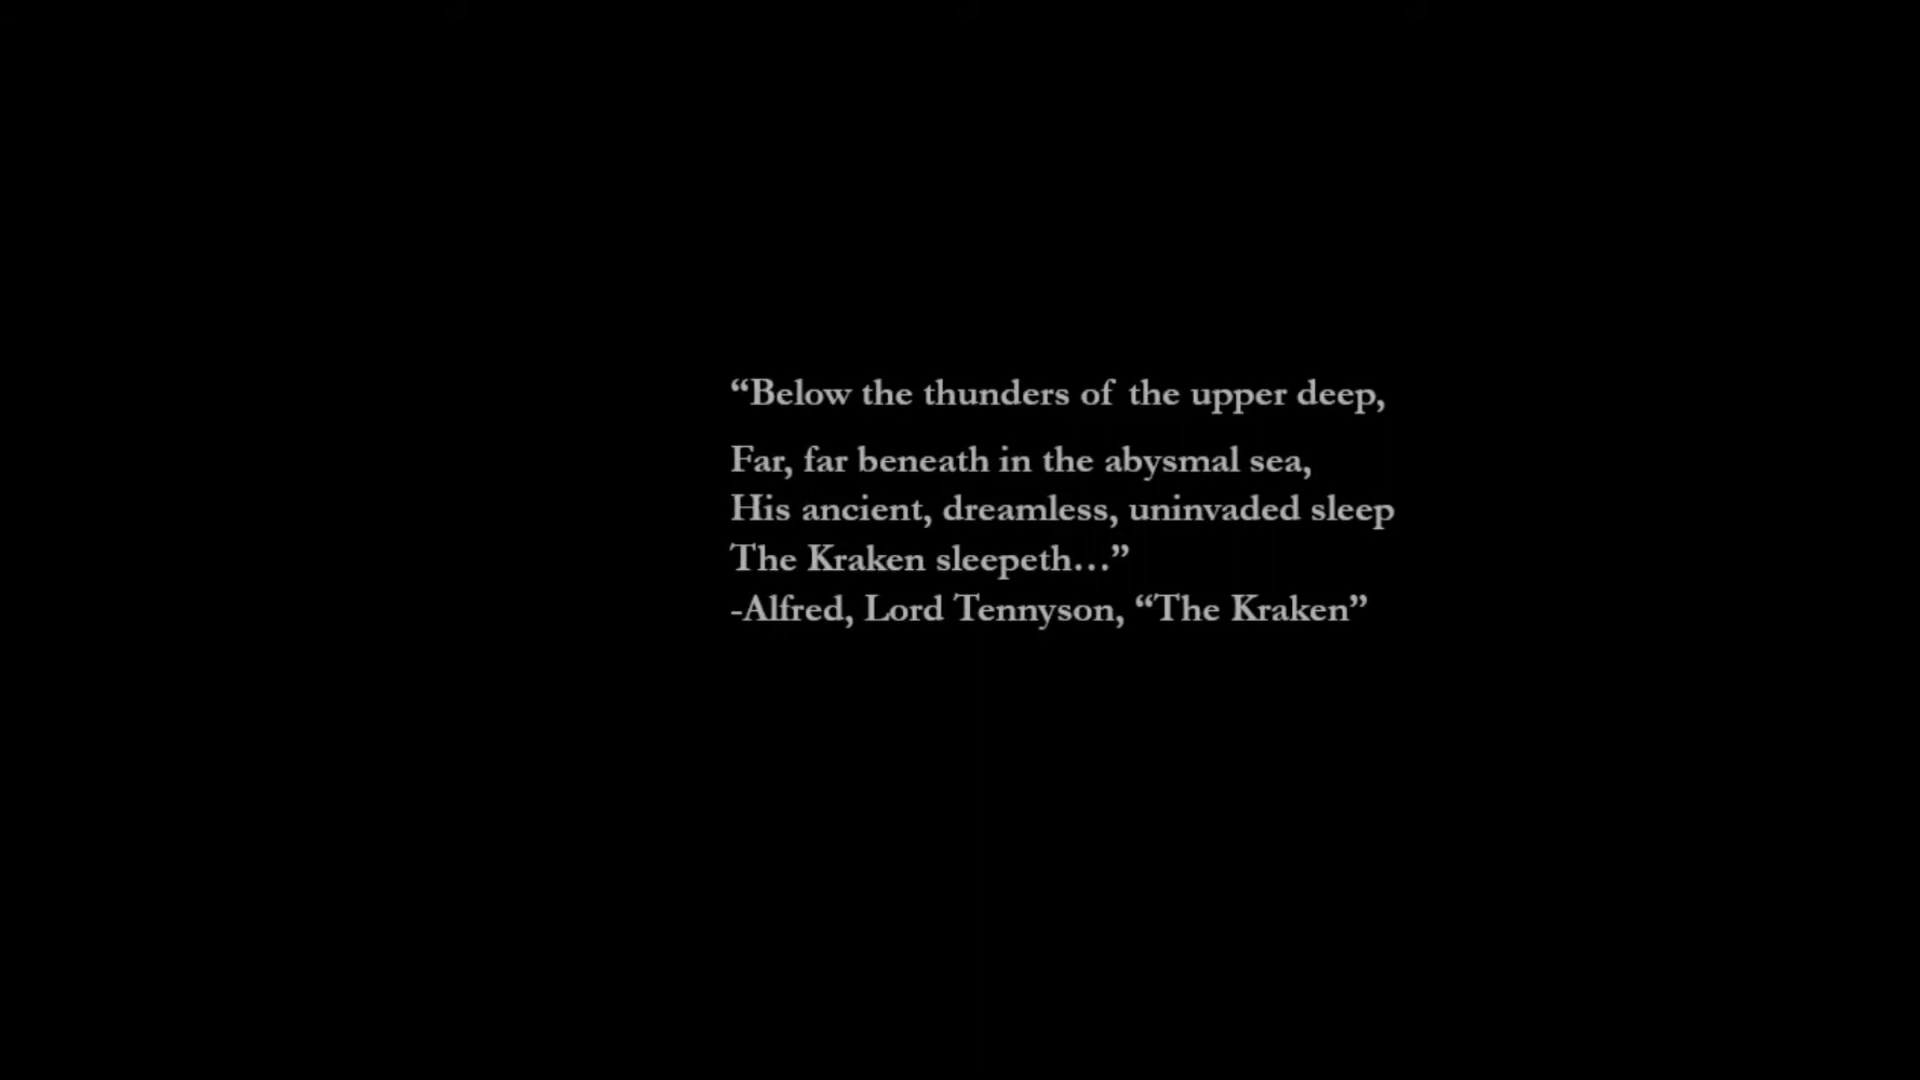 “Below the thunders of the upper deep,
Far, far beneath in the abysmal sea,
His ancient, dreamless, uninvaded sleep
The Kraken sleepeth…”
-Alfred, Lord Tennyson, “The Kraken”